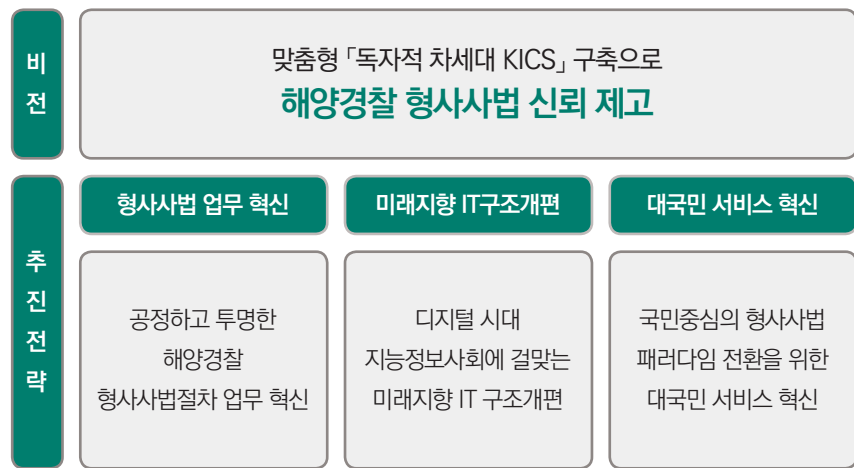 비전
맞춤형 「독자적 차세대 KICS」 구축으로
해양경찰 형사사법 신뢰 제고
추진전략
형사사법 업무 혁신
공정하고 투명한
해양경찰
형사사법절차 업무 혁신
미래지향 IT구조개편
디지털 시대
지능정보사회에 걸맞는
미래지향 IT 구조개편
대국민 서비스 혁신
국민중심의 형사사법
패러다임 전환을 위한
대국민 서비스 혁신